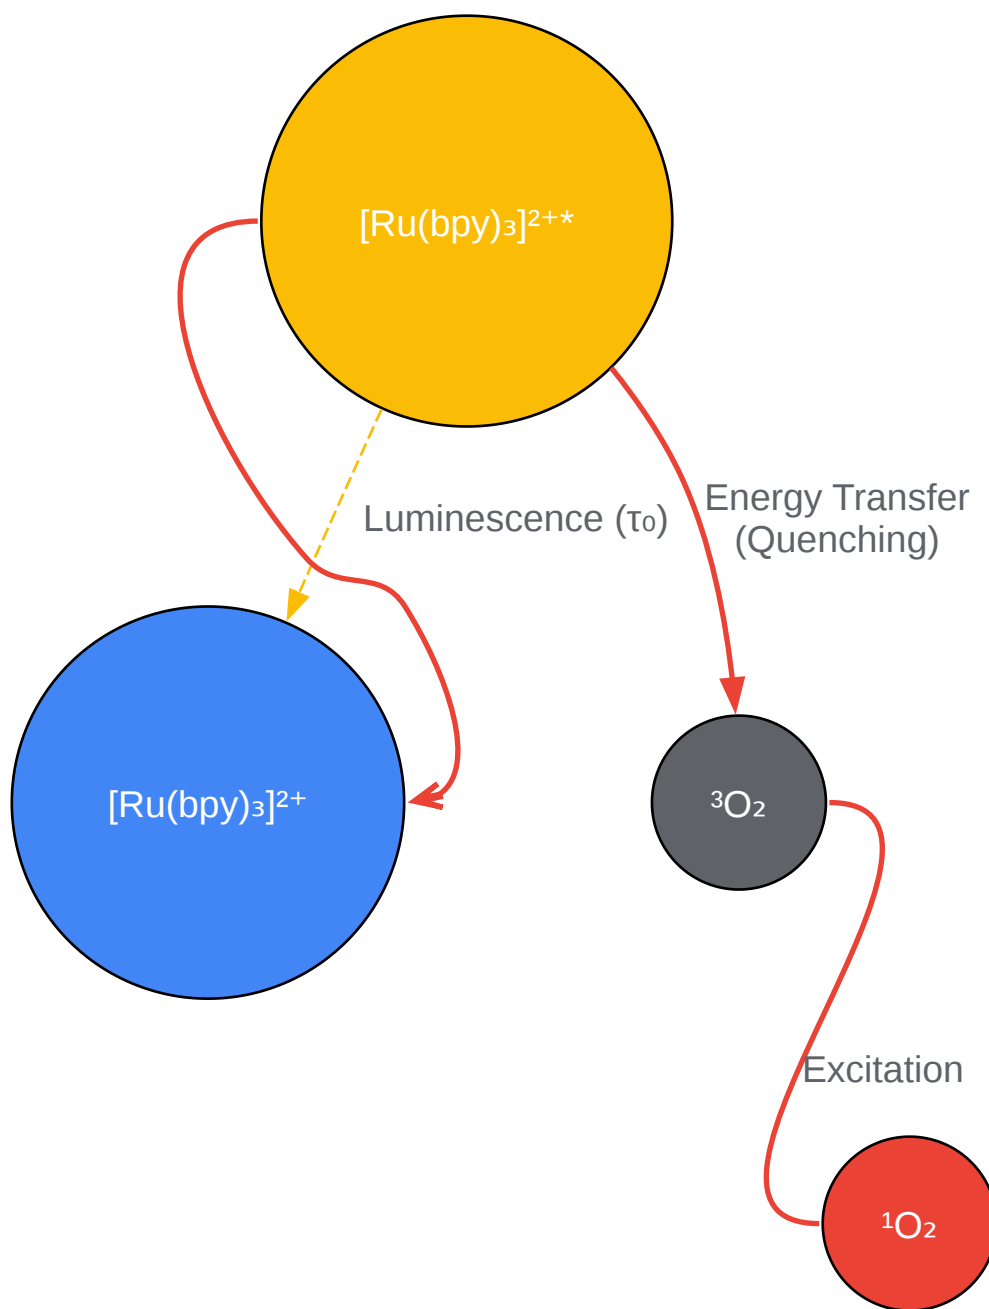 [Ru(bpy)₃]²⁺*
Luminescence (τ₀)
Energy Transfer
(Quenching)
[Ru(bpy)₃]²⁺
³O₂
Excitation
¹O₂